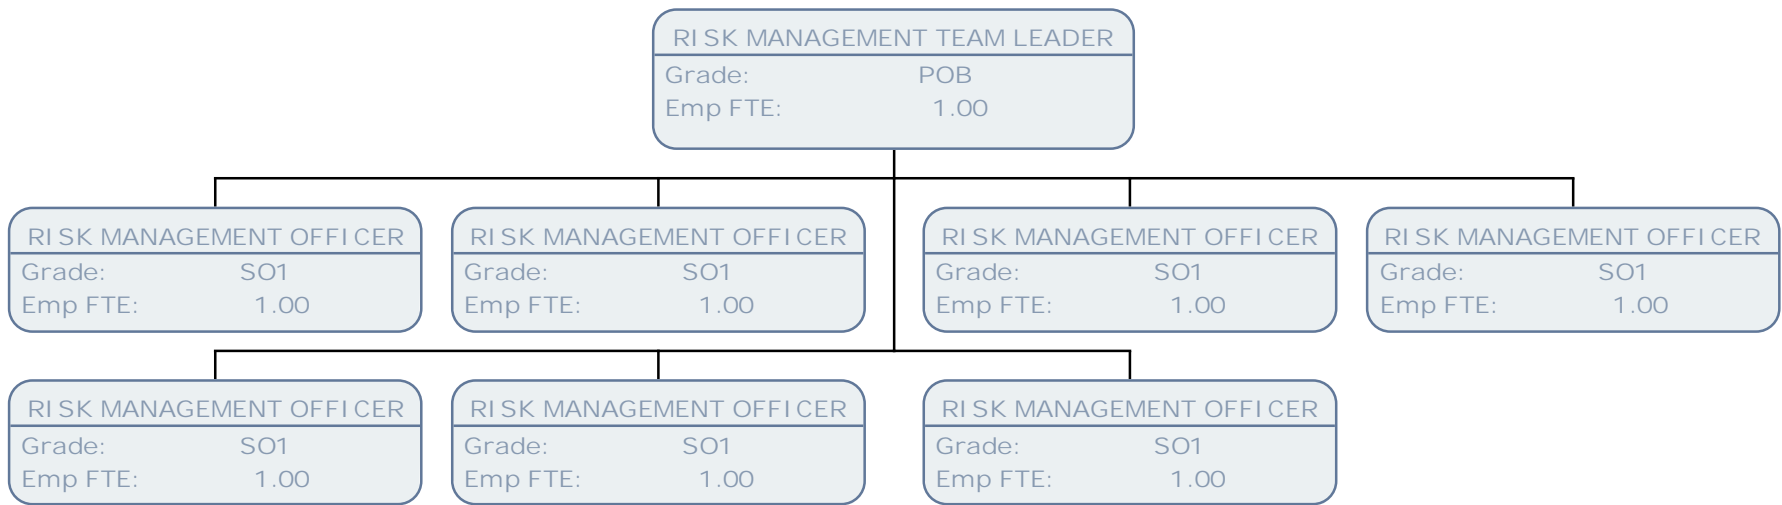 RISK MANAGEMENT TEAM LEADER
Grade: POB
Emp FTE: 1.00
RISK MANAGEMENT OFFICER
Grade: SO1
Emp FTE: 1.00
RISK MANAGEMENT OFFICER
Grade: SO1
Emp FTE: 1.00
RISK MANAGEMENT OFFICER
Grade: SO1
Emp FTE: 1.00
RISK MANAGEMENT OFFICER
Grade: SO1
Emp FTE: 1.00
RISK MANAGEMENT OFFICER
Grade: SO1
Emp FTE: 1.00
RISK MANAGEMENT OFFICER
Grade: SO1
Emp FTE: 1.00
RISK MANAGEMENT OFFICER
Grade: SO1
Emp FTE: 1.00